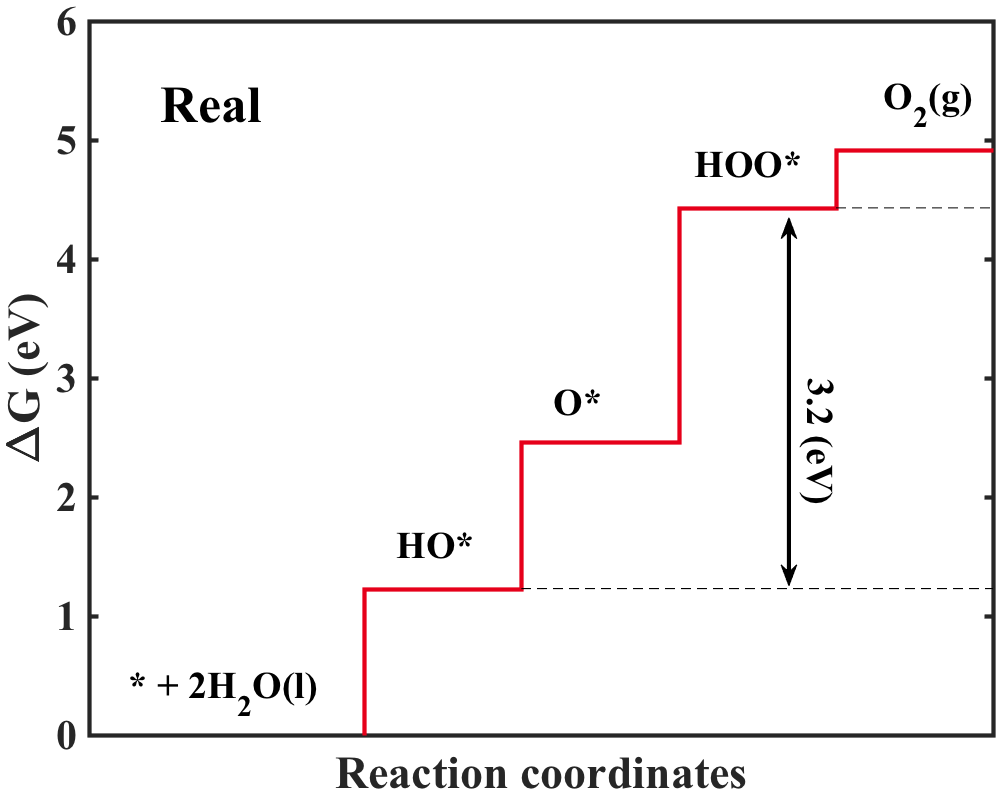 Real
O₂(g)
HOO*
O*
HO*
* + 2H₂O(l)
3.2 (eV)
6
5
4
3
2
1
0
ΔG (eV)
Reaction coordinates